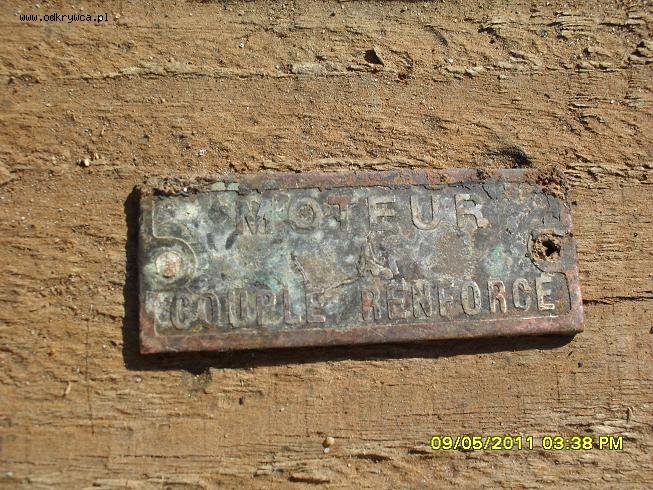 www.odkrywca.pl
MOTEUR
COUPLE RENFORCE
09/05/2011 03:38 PM